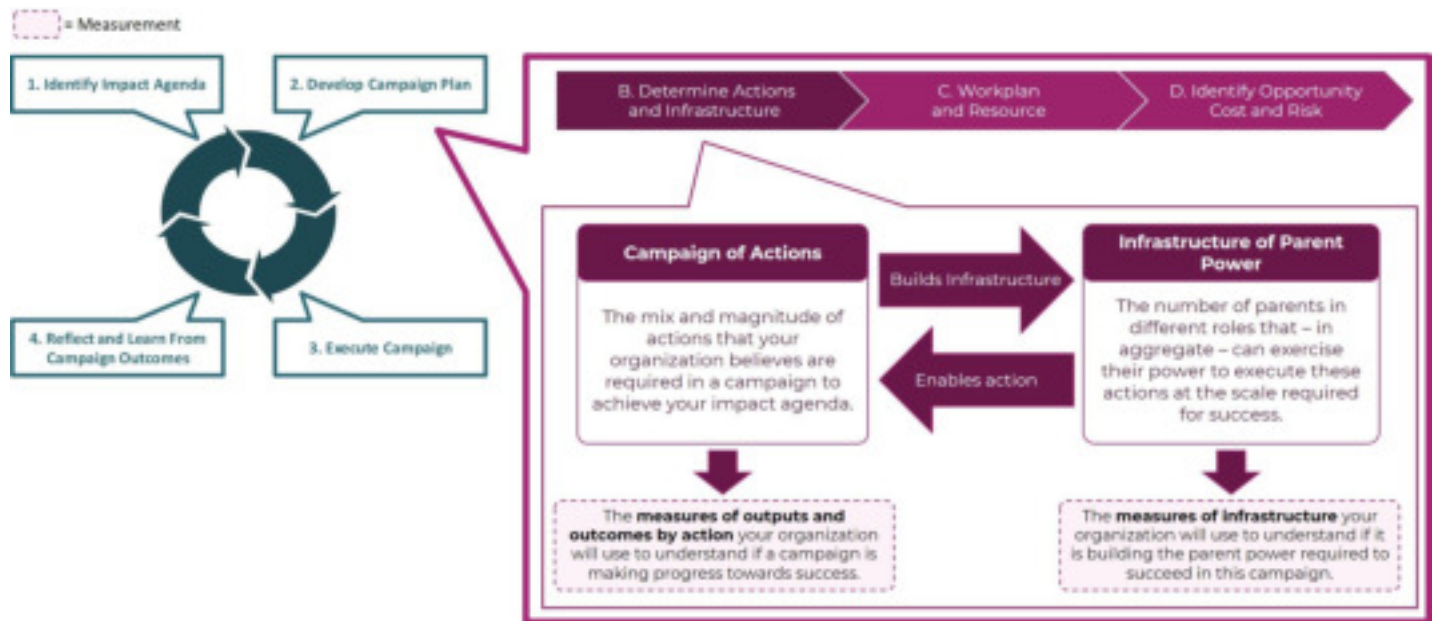 = Measurement
1. Identify Impact Agenda
2. Develop Campaign Plan
4. Reflect and Learn From
Campaign Outcomes
3. Execute Campaign
B. Determine Actions
and Infrastructure
C. Workplan
and Resource
D. Identify Opportunity
Cost and Risk
Campaign of Actions
The mix and magnitude of
actions that your
organization believes are
required in a campaign to
achieve your impact agenda.
Builds Infrastructure
Enables action
Infrastructure of Parent
Power
The number of parents in
different roles that – in
aggregate – can exercise
their power to execute these
actions at the scale required
for success.
The measures of outputs and
outcomes by action your organization
will use to understand if a campaign is
making progress towards success.
The measures of infrastructure your
organization will use to understand if it
is building the parent power required to
succeed in this campaign.